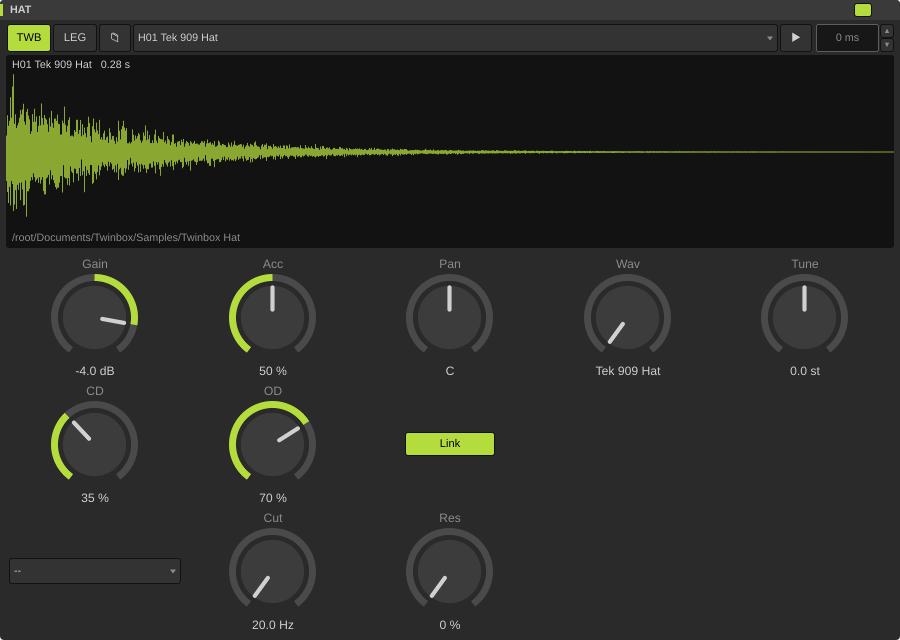 HAT
TWB LEG H01 Tek 909 Hat 0 ms
H01 Tek 909 Hat 0.28 s
/root/Documents/Twinbox/Samples/Twinbox Hat
Gain Acc Pan Wav Tune
-4.0 dB 50 % C Tek 909 Hat 0.0 st
CD OD
Link
35 % 70 %
Cut Res
--
20.0 Hz 0 %